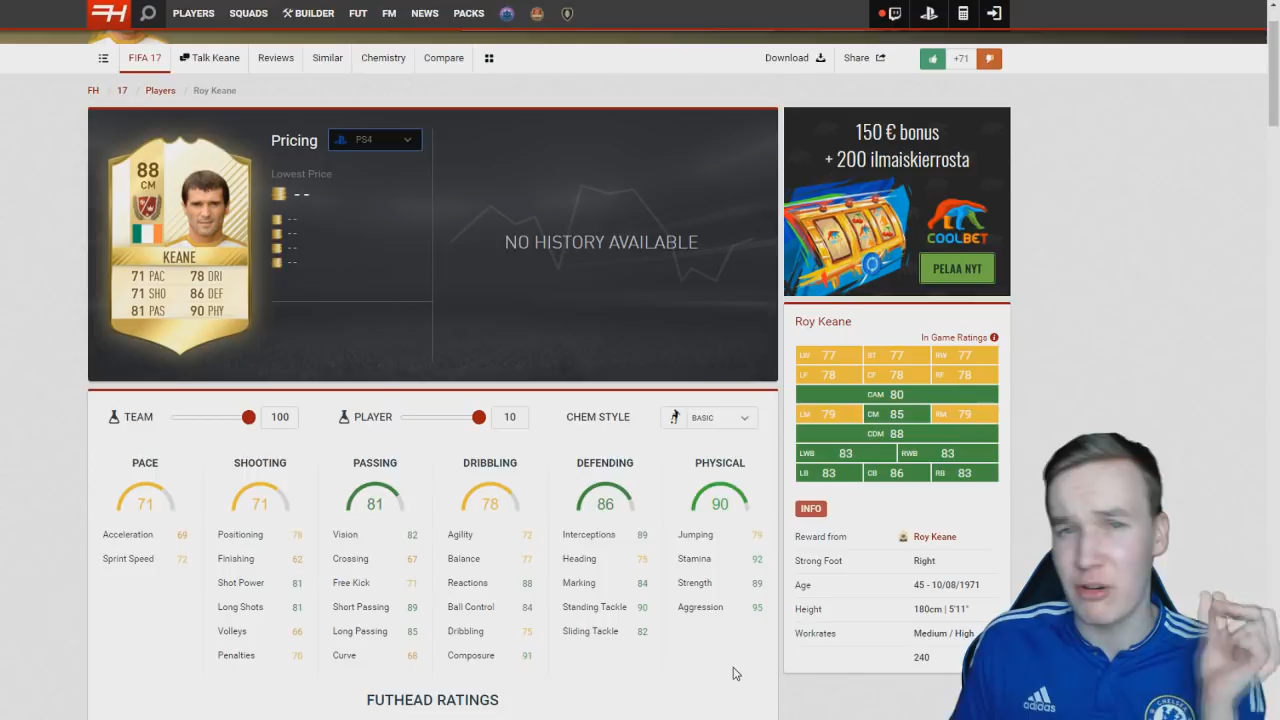 FH PLAYERS SQUADS BUILDER FUT FM NEWS PACKS
FIFA 17 Talk Keane Reviews Similar Chemistry Compare Download Share +71
FH / 17 / Players / Roy Keane
88
CM
KEANE
71 PAC 78 DRI
71 SHO 86 DEF
81 PAS 90 PHY
Pricing PS4
Lowest Price
--
--
--
--
--
NO HISTORY AVAILABLE
150 € bonus
+ 200 ilmaiskierrosta
COOLBET
PELAA NYT
TEAM 100 PLAYER 10 CHEM STYLE BASIC
PACE SHOOTING PASSING DRIBBLING DEFENDING PHYSICAL
71 71 81 78 86 90
Acceleration 69 Positioning 78 Vision 82 Agility 72 Interceptions 89 Jumping 79
Sprint Speed 72 Finishing 62 Crossing 67 Balance 77 Heading 75 Stamina 92
Shot Power 81 Free Kick 71 Reactions 88 Marking 84 Strength 89
Long Shots 81 Short Passing 89 Ball Control 84 Standing Tackle 90 Aggression 95
Volleys 66 Long Passing 85 Dribbling 75 Sliding Tackle 82
Penalties 70 Curve 68 Composure 91
FUTHEAD RATINGS
Roy Keane
In Game Ratings
LW 77 ST 77 RW 77
LF 78 CF 78 RF 78
CAM 80
LM 79 CM 85 RM 79
CDM 88
LWB 83 RWB 83
LB 83 CB 86 RB 83
INFO
Reward from Roy Keane
Strong Foot Right
Age 45 - 10/08/1971
Height 180cm | 5'11"
Workrates Medium / High
240
adidas
CHELSEA